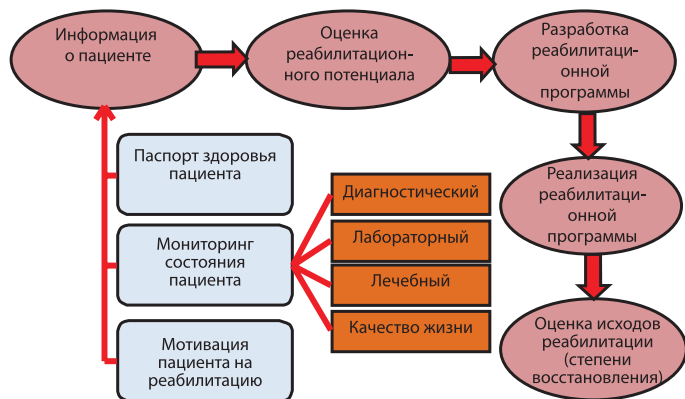 Информация
о пациенте
Оценка
реабилитацион-
ного потенциала
Разработка
реабилитаци-
онной
программы
Паспорт здоровья
пациента
Мониторинг
состояния
пациента
Мотивация
пациента на
реабилитацию
Диагностический
Лабораторный
Лечебный
Качество жизни
Реализация
реабилитаци-
онной
программы
Оценка исходов
реабилитации
(степени
восстановления)